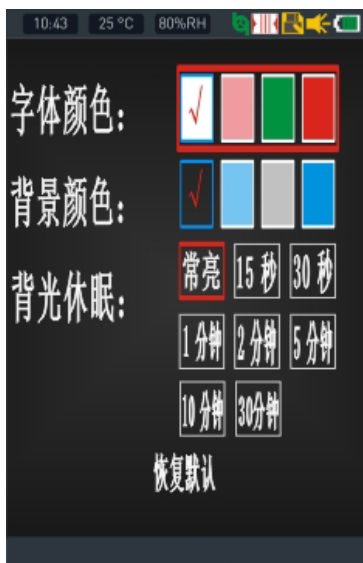 10:43 25 °C 80%RH
字体颜色:
√
背景颜色:
√
背光休眠:
常亮 15 秒 30 秒
1 分钟 2 分钟 5 分钟
10 分钟 30分钟
恢复默认